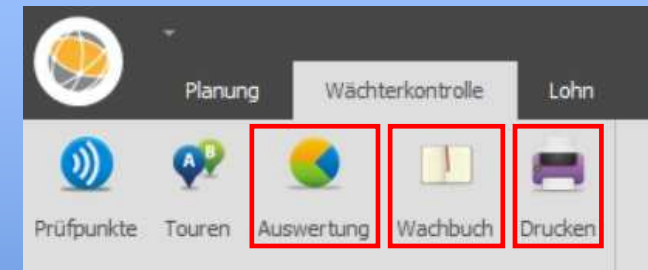 Planung Wächterkontrolle Lohn
A B
Prüfpunkte Touren Auswertung Wachbuch Drucken